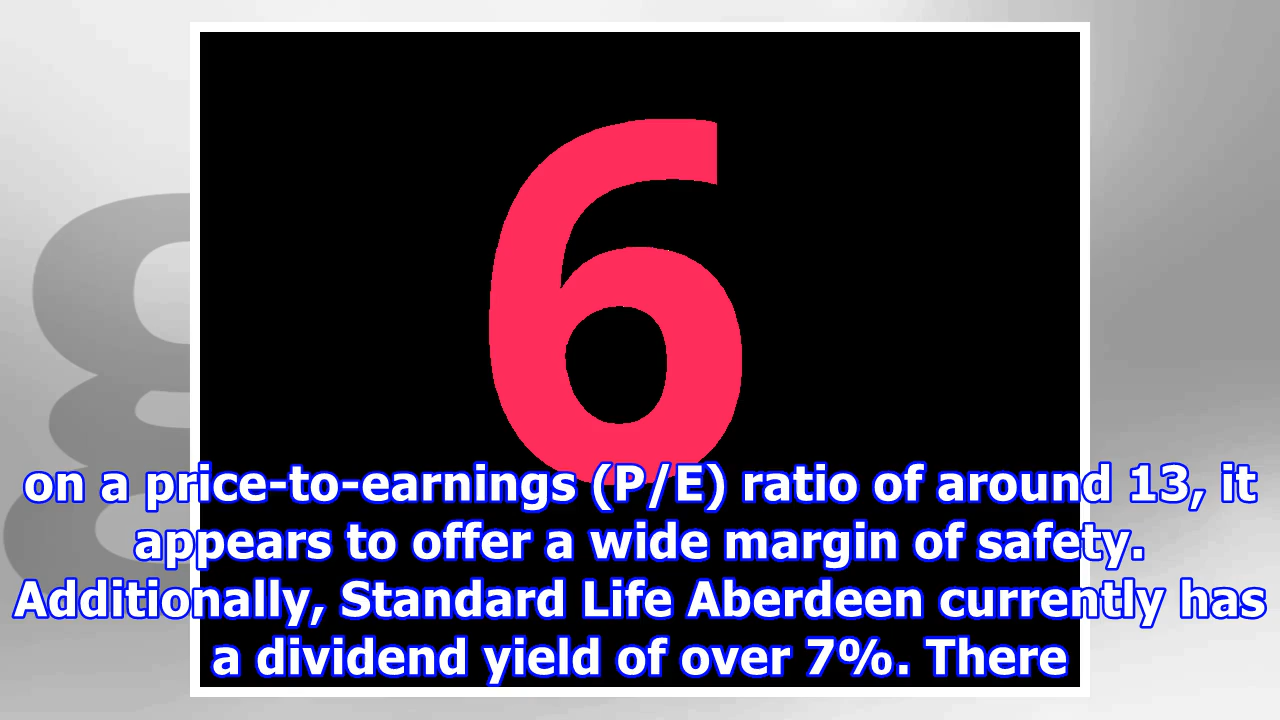 g
6
on a price-to-earnings (P/E) ratio of around 13, it
appears to offer a wide margin of safety.
Additionally, Standard Life Aberdeen currently has
a dividend yield of over 7%. There